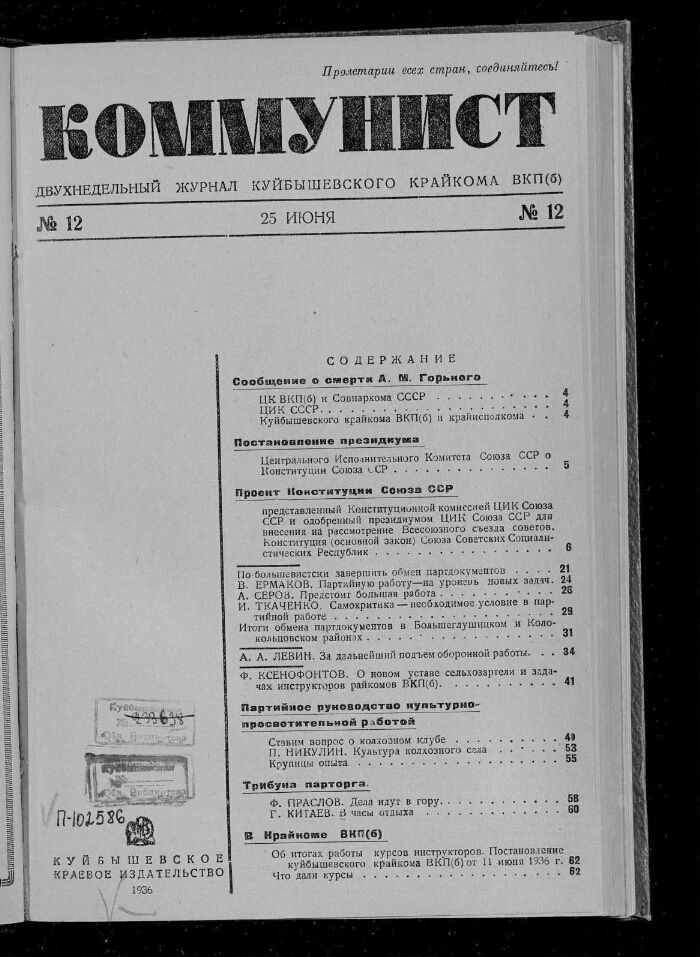 Пролетарии всех стран, соединяйтесь!
КОММУНИСТ
ДВУХНЕДЕЛЬНЫЙ ЖУРНАЛ КУЙБЫШЕВСКОГО КРАЙКОМА ВКП(б)
№ 12 25 ИЮНЯ № 12
СОДЕРЖАНИЕ
Сообщение о смерти А. М. Горького
ЦК ВКП(б) и Совнаркома СССР . . . . . . . . . . 4
ЦИК СССР. . . . . . . . . . . . . . . . . . . . 4
Куйбышевского крайкома ВКП(б) и крайисполкома . . 4
Постановление президиума
Центрального Исполнительного Комитета Союза ССР о
Конституции Союза ССР . . . . . . . . . . . . . 5
Проект Конституции Союза ССР
представленный Конституционной комиссией ЦИК Союза
ССР и одобренный президиумом ЦИК Союза ССР для
внесения на рассмотрение Всесоюзного съезда советов.
Конституция (основной закон) Союза Советских Социали-
стических Республик . . . . . . . . . . . . . . 6
По-большевистски завершить обмен партдокументов . . . . 21
В. ЕРМАКОВ. Партийную работу—на уровень новых задач. 24
А. СЕРОВ. Предстоит большая работа . . . . . . . . . . 26
И. ТКАЧЕНКО. Самокритика — необходимое условие в пар-
тийной работе . . . . . . . . . . . . . . . . . 29
Итоги обмена партдокументов в Большеглушицком и Коло-
кольцовском районах . . . . . . . . . . . . . . 31
А. А. ЛЕВИН. За дальнейший подъем оборонной работы. . . 34
Ф. КСЕНОФОНТОВ. О новом уставе сельхозартели и зада-
чах инструкторов райкомов ВКП(б). . . . . . . . . 41
Партийное руководство культурно-
просветительной работой
Ставим вопрос о колхозном клубе . . . . . . . . . 49
П. НИКУЛИН. Культура колхозного села . . . . . . 53
Крупицы опыта . . . . . . . . . . . . . . . . . 55
Трибуна парторга.
Ф. ПРАСЛОВ. Дела идут в гору. . . . . . . . . . . 58
Г. КИТАЕВ. В часы отдыха . . . . . . . . . . . . 60
В Крайкоме ВКП(б)
Об итогах работы курсов инструкторов. Постановление
куйбышевского крайкома ВКП(б) от 11 июня 1936 г. 62
Что дали курсы . . . . . . . . . . . . . . . . . 62
Обл. Библиотека
П-102586
КУЙБЫШЕВСКОЕ
КРАЕВОЕ ИЗДАТЕЛЬСТВО
1936